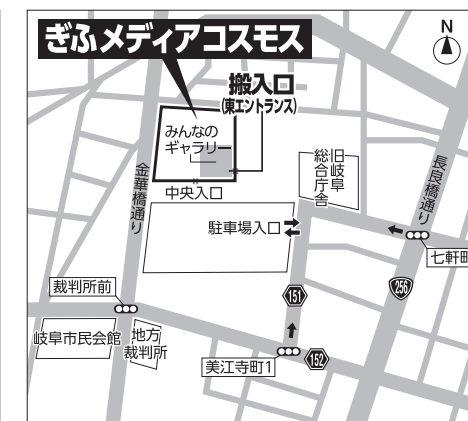 ぎふメディアコスモス
N
搬入口
(東エントランス)
みんなの
ギャラリー
中央入口
金華橋通り
旧岐阜
総合庁舎
長良橋通り
駐車場入口
七軒町
256
151
裁判所前
岐阜市民会館
地方
裁判所
美江寺町1
152